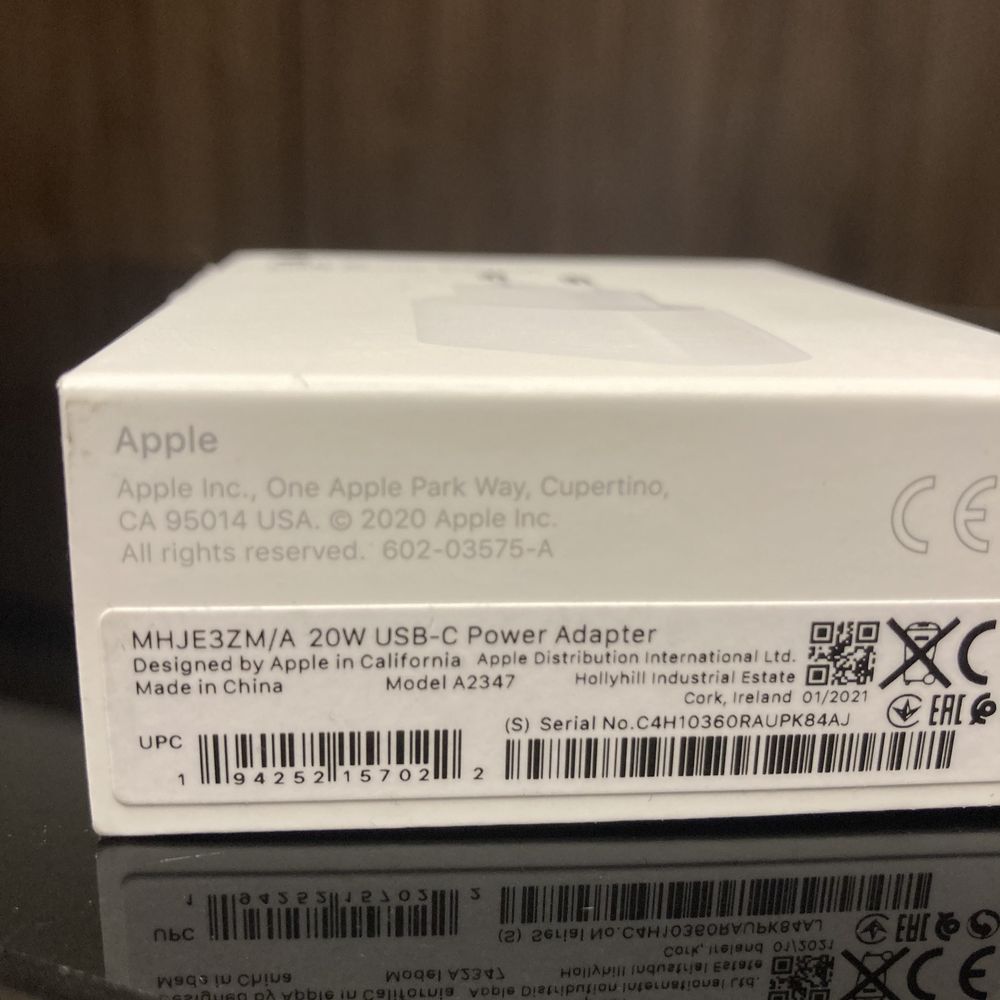 Apple
Apple Inc., One Apple Park Way, Cupertino,
CA 95014 USA. © 2020 Apple Inc.
All rights reserved. 602-03575-A
CE
MHJE3ZM/A 20W USB-C Power Adapter
Designed by Apple in California Apple Distribution International Ltd.
Made in China Model A2347 Hollyhill Industrial Estate
Cork, Ireland 01/2021
EAC
(S) Serial No.C4H10360RAUPK84AJ
UPC
1 94252 15702 2